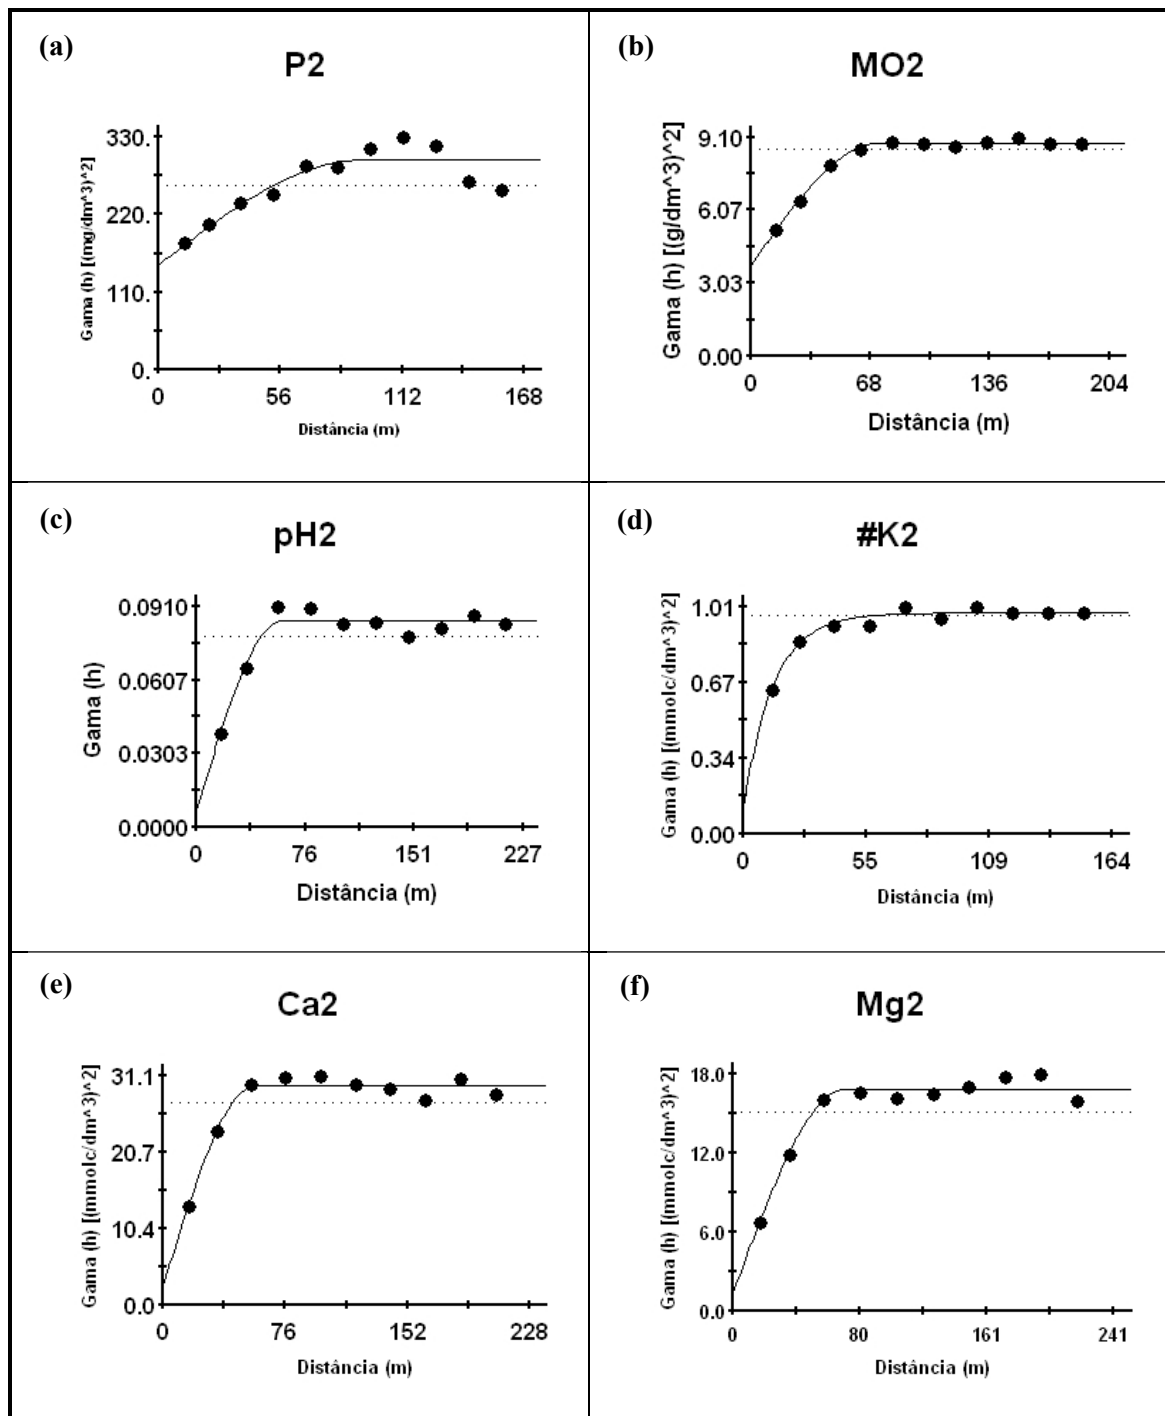 (a)
P2
Gama (h) [(mg/dm^3)^2]
330.
220.
110.
0.
0 56 112 168
Distância (m)
(b)
MO2
Gama (h) [(g/dm^3)^2]
9.10
6.07
3.03
0.00
0 68 136 204
Distância (m)
(c)
pH2
Gama (h)
0.0910
0.0607
0.0303
0.0000
0 76 151 227
Distância (m)
(d)
#K2
Gama (h) [(mmolc/dm^3)^2]
1.01
0.67
0.34
0.00
0 55 109 164
Distância (m)
(e)
Ca2
Gama (h) [(mmolc/dm^3)^2]
31.1
20.7
10.4
0.0
0 76 152 228
Distância (m)
(f)
Mg2
Gama (h) [(mmolc/dm^3)^2]
18.0
12.0
6.0
0.0
0 80 161 241
Distância (m)